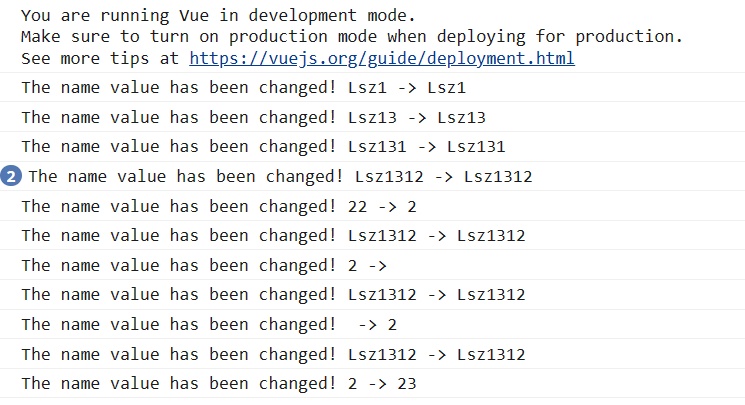 You are running Vue in development mode.
Make sure to turn on production mode when deploying for production.
See more tips at https://vuejs.org/guide/deployment.html
The name value has been changed! Lsz1 -> Lsz1
The name value has been changed! Lsz13 -> Lsz13
The name value has been changed! Lsz131 -> Lsz131
2 The name value has been changed! Lsz1312 -> Lsz1312
The name value has been changed! 22 -> 2
The name value has been changed! Lsz1312 -> Lsz1312
The name value has been changed! 2 ->
The name value has been changed! Lsz1312 -> Lsz1312
The name value has been changed!  -> 2
The name value has been changed! Lsz1312 -> Lsz1312
The name value has been changed! 2 -> 23